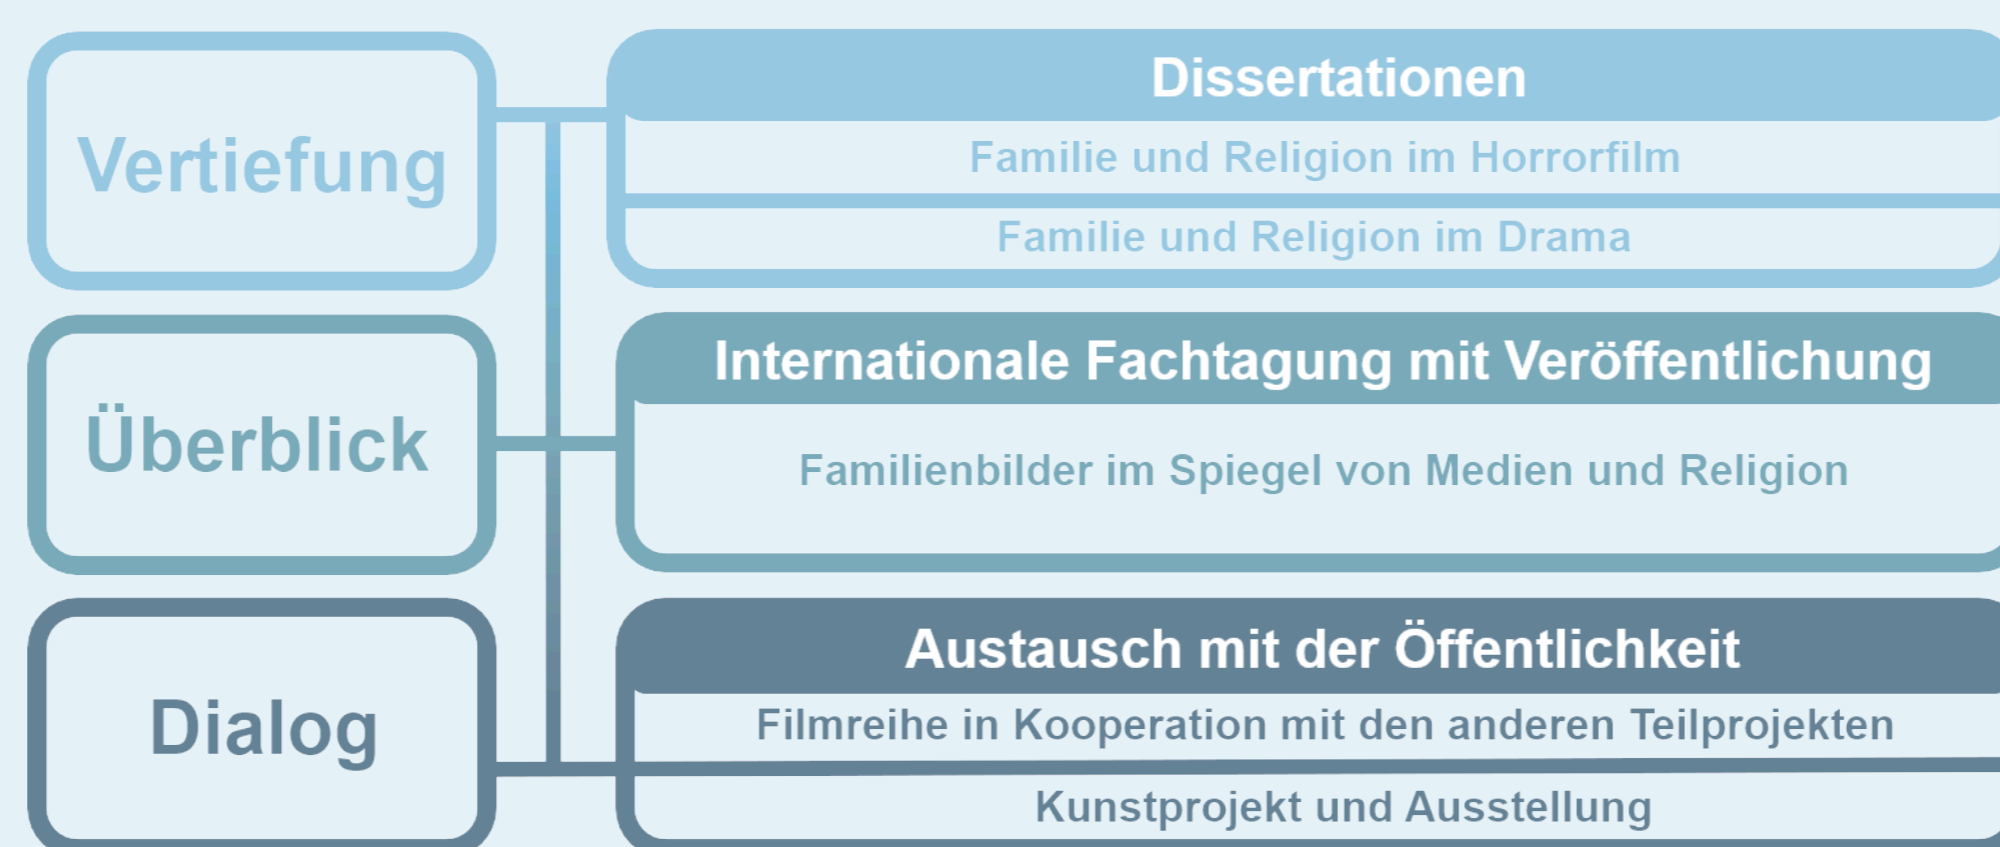 Vertiefung
Dissertationen
Familie und Religion im Horrorfilm
Familie und Religion im Drama
Überblick
Internationale Fachtagung mit Veröffentlichung
Familienbilder im Spiegel von Medien und Religion
Dialog
Austausch mit der Öffentlichkeit
Filmreihe in Kooperation mit den anderen Teilprojekten
Kunstprojekt und Ausstellung